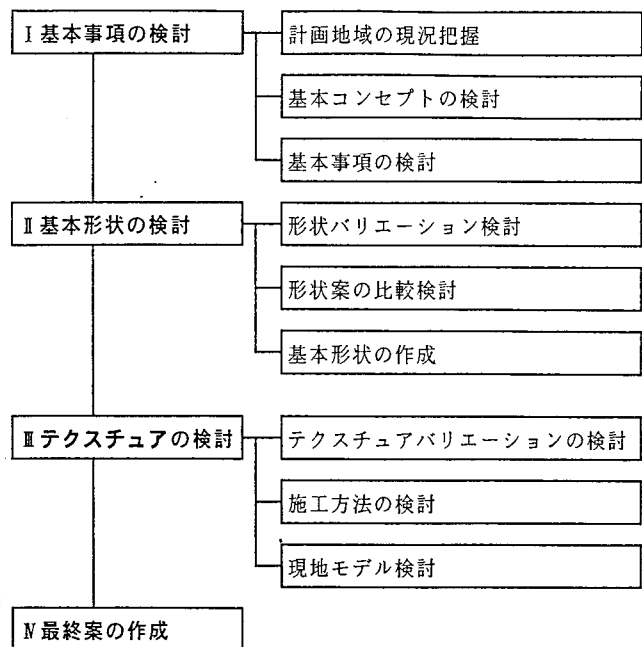 Ⅰ基本事項の検討
計画地域の現況把握
基本コンセプトの検討
基本事項の検討
Ⅱ基本形状の検討
形状バリエーション検討
形状案の比較検討
基本形状の作成
Ⅲテクスチュアの検討
テクスチュアバリエーションの検討
施工方法の検討
現地モデル検討
Ⅳ最終案の作成